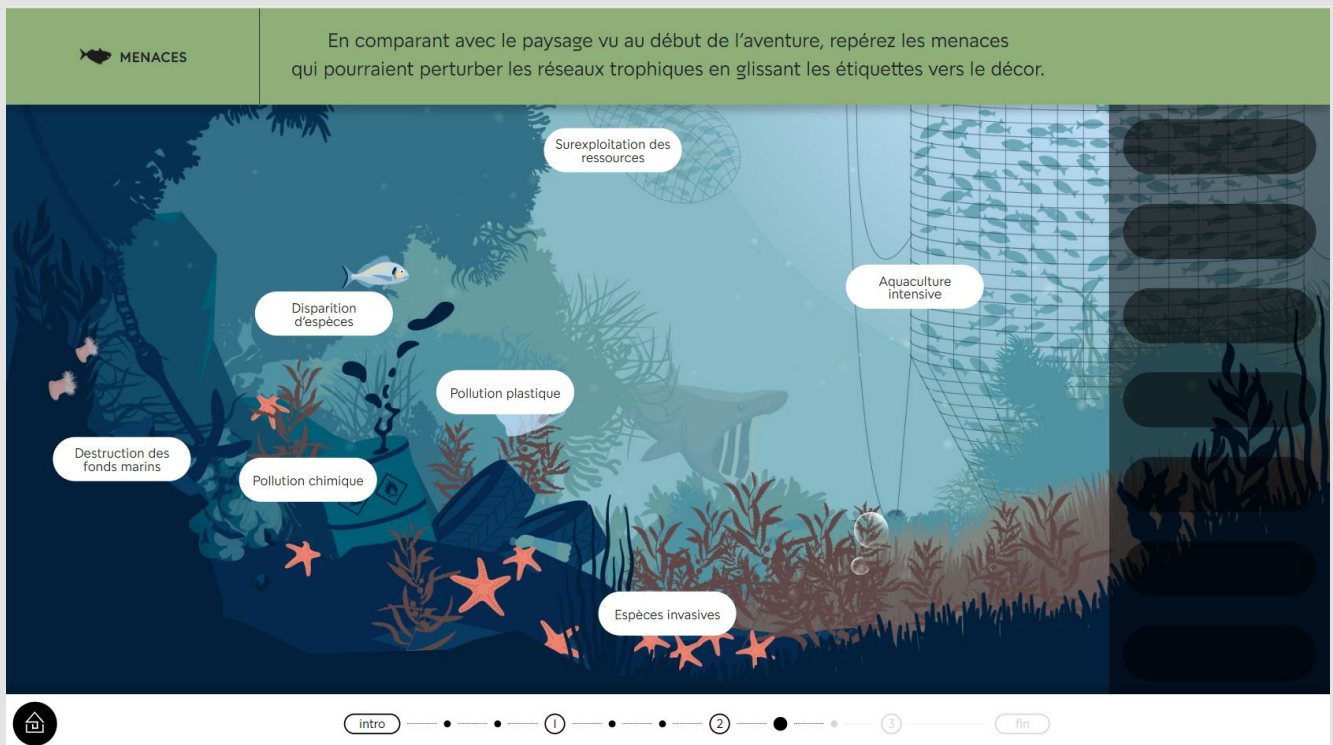 MENACES
En comparant avec le paysage vu au début de l'aventure, repérez les menaces
qui pourraient perturber les réseaux trophiques en glissant les étiquettes vers le décor.
Surexploitation des
ressources
Aquaculture
intensive
Disparition
d'espèces
Pollution plastique
Destruction des
fonds marins
Pollution chimique
Espèces invasives
intro
1
2
3
fin